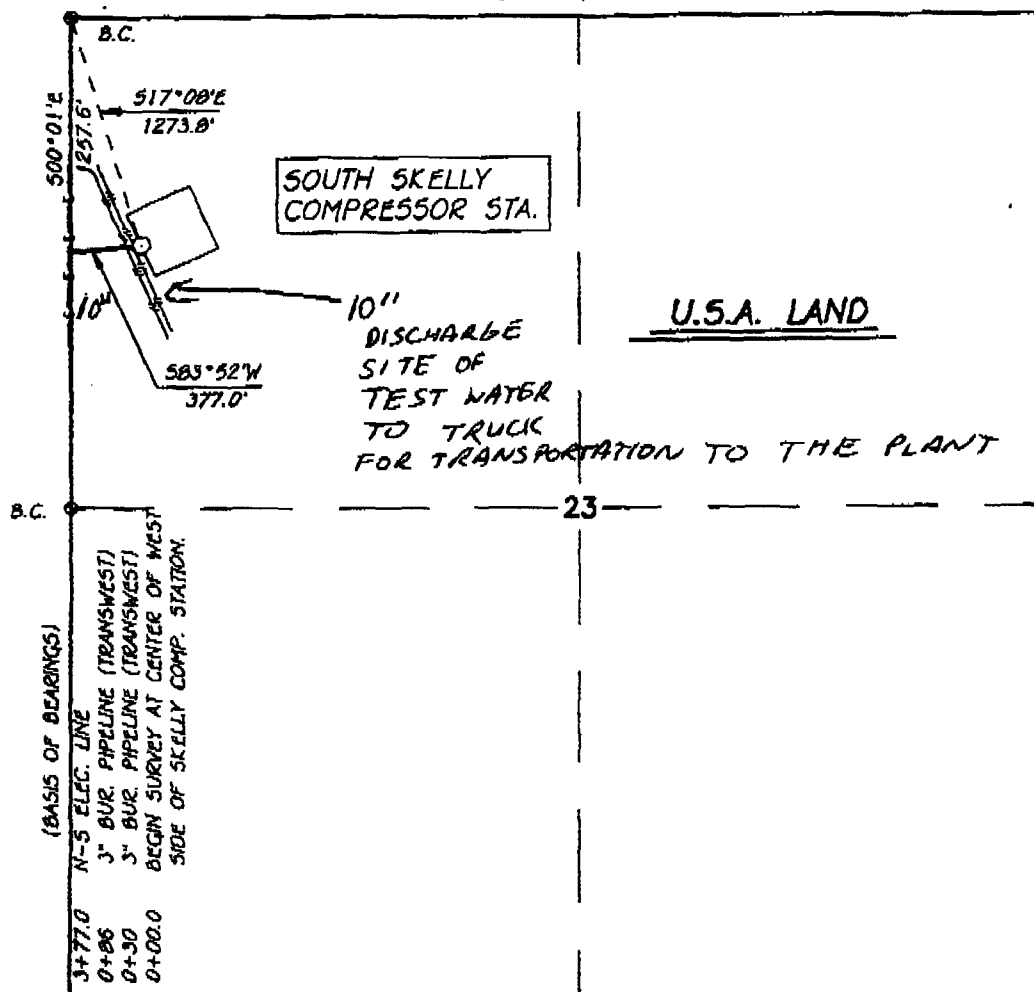 B.C.
S17°08'E
1273.8'
S00°01'E
1257.6'
SOUTH SKELLY
COMPRESSOR STA.
10"
10"
U.S.A. LAND
DISCHARGE
SITE OF
TEST WATER
TO TRUCK
FOR TRANSPORTATION TO THE PLANT
S83°52'W
377.0'
B.C.
23
(BASIS OF BEARINGS)
3+77.0 N-S ELEC. LINE
0+86 3" BUR. PIPELINE (TRANSWEST)
0+30 3" BUR. PIPELINE (TRANSWEST)
0+00.0 BEGIN SURVEY AT CENTER OF WEST
SIDE OF SKELLY COMP. STATION.